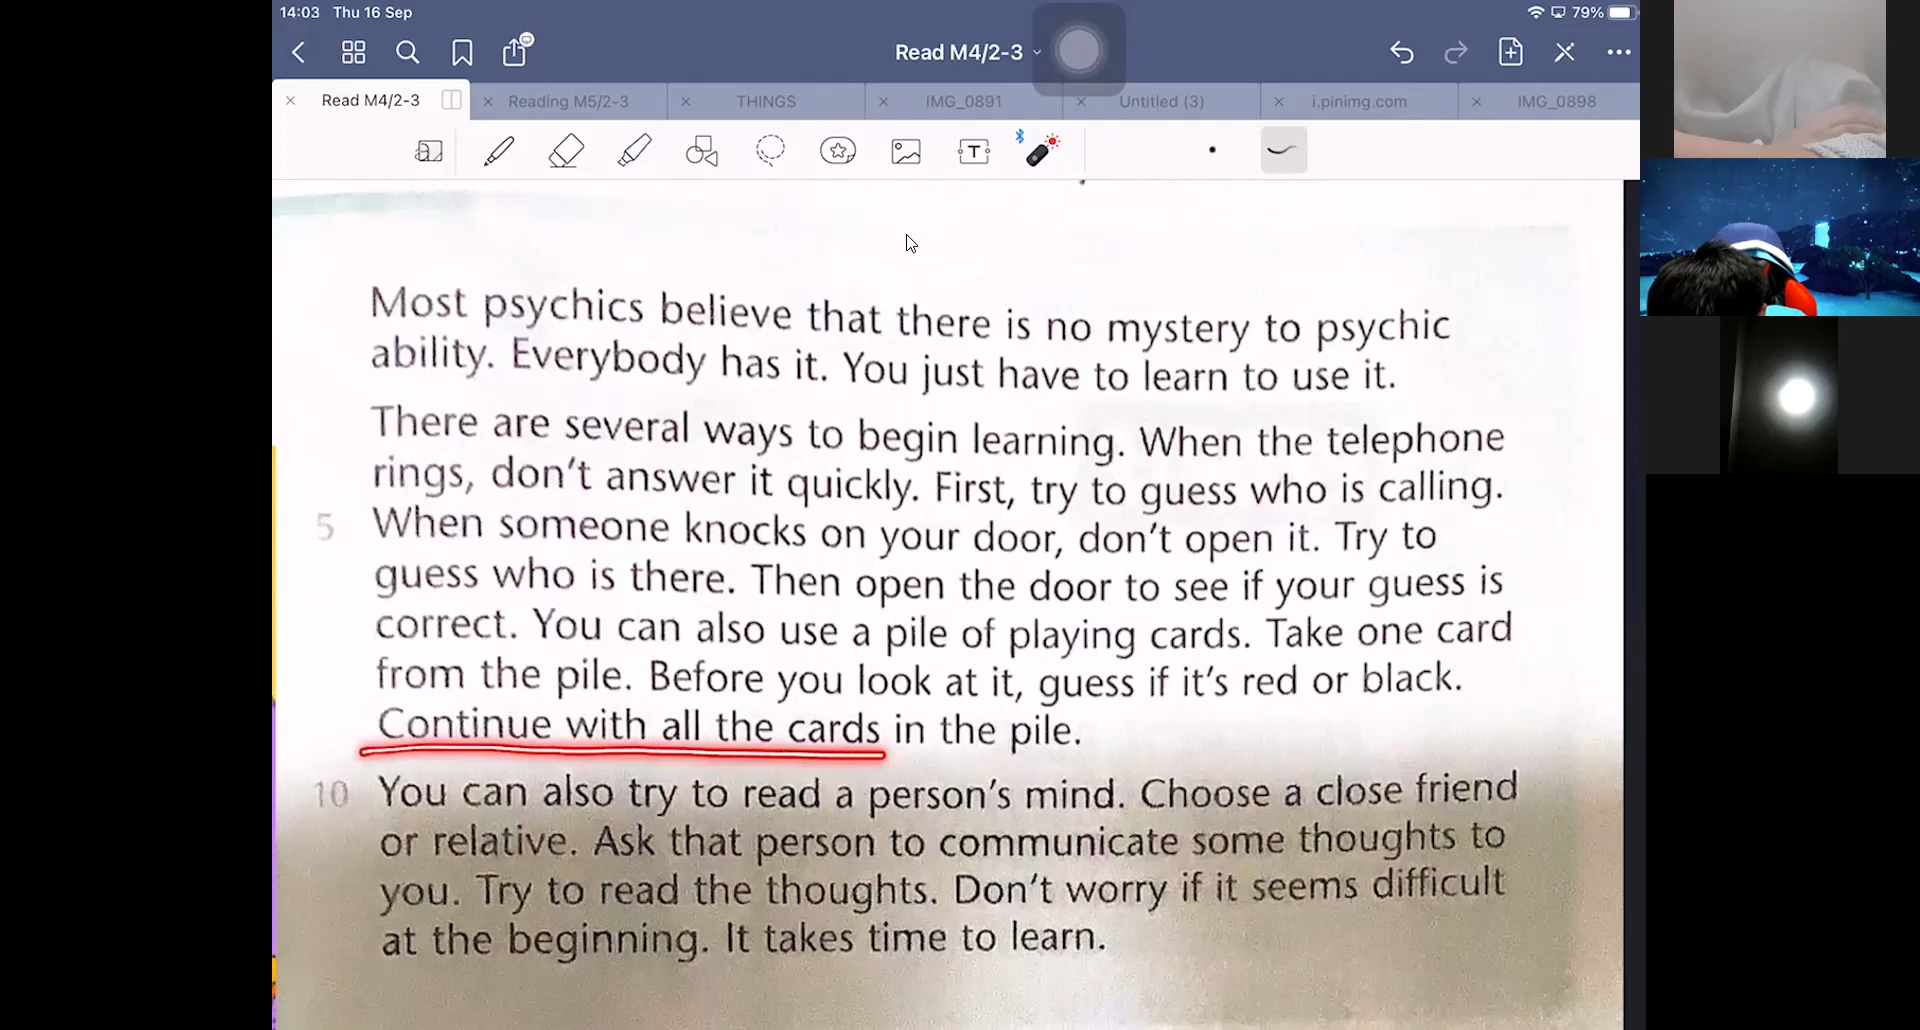 14:03 Thu 16 Sep
79%
Read M4/2-3
Read M4/2-3
Reading M5/2-3
THINGS
IMG_0891
Untitled (3)
i.pinimg.com
IMG_0898
T
Most psychics believe that there is no mystery to psychic
ability. Everybody has it. You just have to learn to use it.
There are several ways to begin learning. When the telephone
rings, don't answer it quickly. First, try to guess who is calling.
5 When someone knocks on your door, don't open it. Try to
guess who is there. Then open the door to see if your guess is
correct. You can also use a pile of playing cards. Take one card
from the pile. Before you look at it, guess if it's red or black.
Continue with all the cards in the pile.
10 You can also try to read a person's mind. Choose a close friend
or relative. Ask that person to communicate some thoughts to
you. Try to read the thoughts. Don't worry if it seems difficult
at the beginning. It takes time to learn.